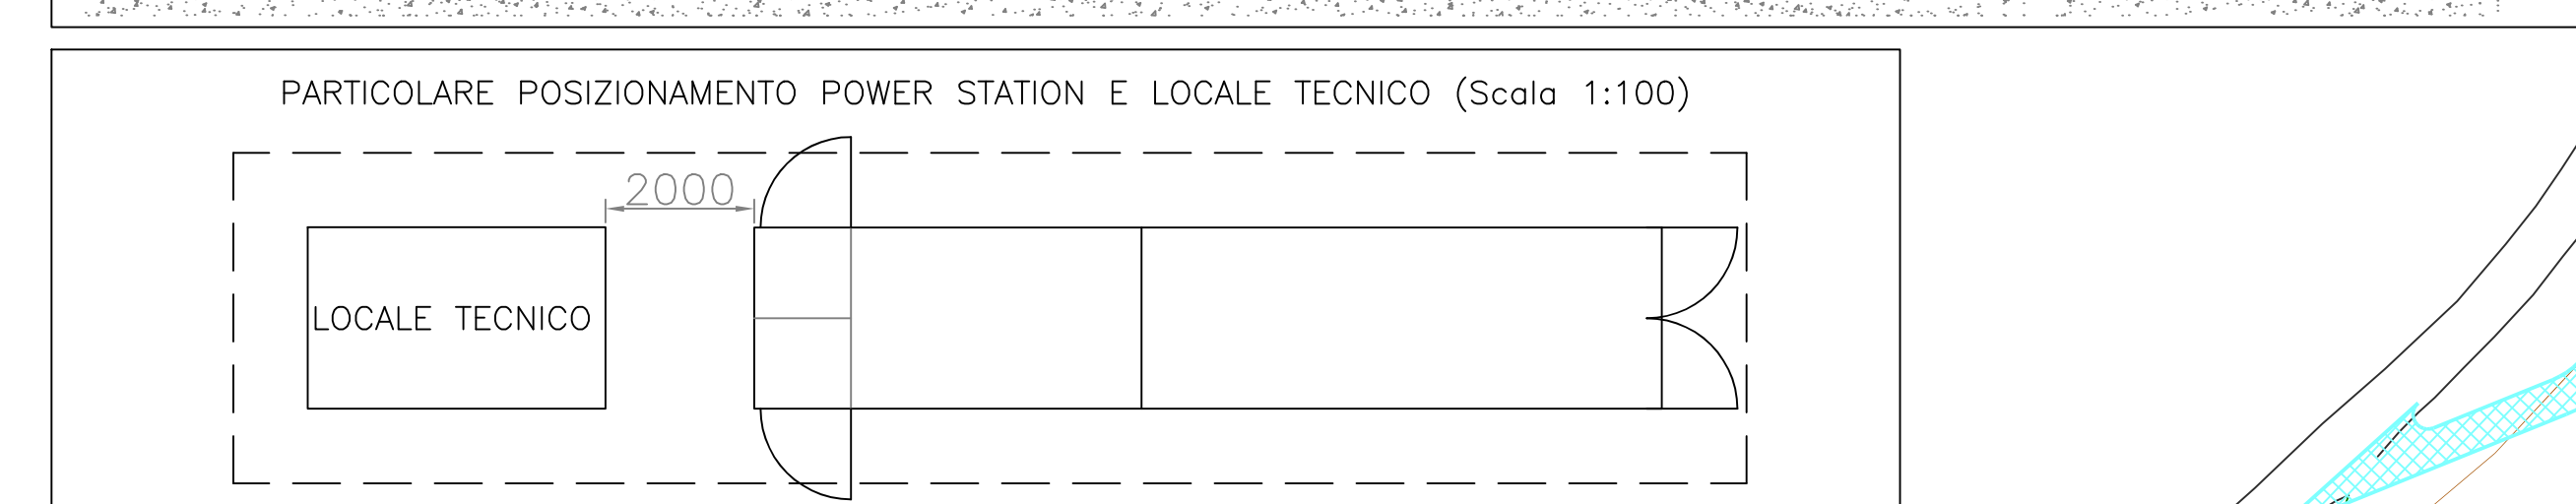 PARTICOLARE POSIZIONAMENTO POWER STATION E LOCALE TECNICO (Scala 1:100)
2000
LOCALE TECNICO